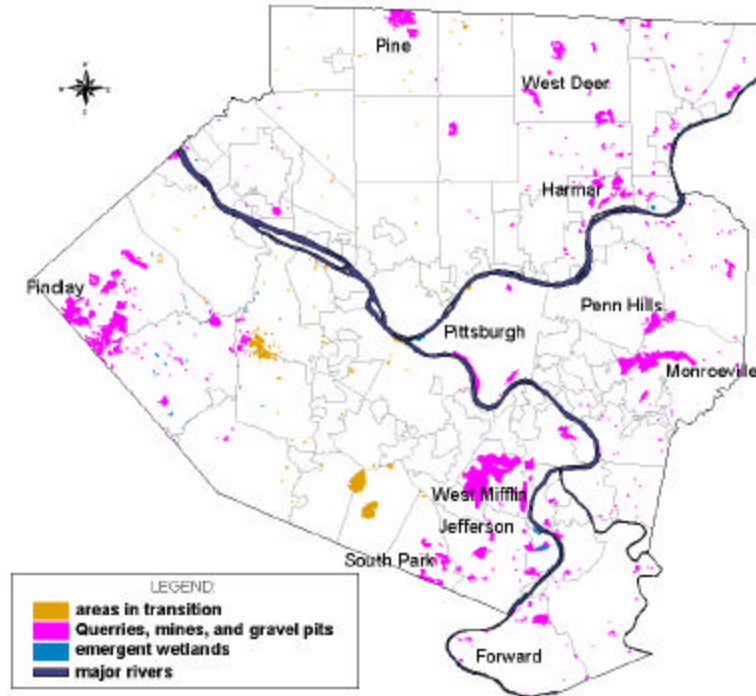 Pine
West Deer
Harmar
Findlay
Penn Hills
Pittsburgh
Monroeville
West Mifflin
Jefferson
South Park
Forward
LEGEND:
areas in transition
Querries, mines, and gravel pits
emergent wetlands
major rivers